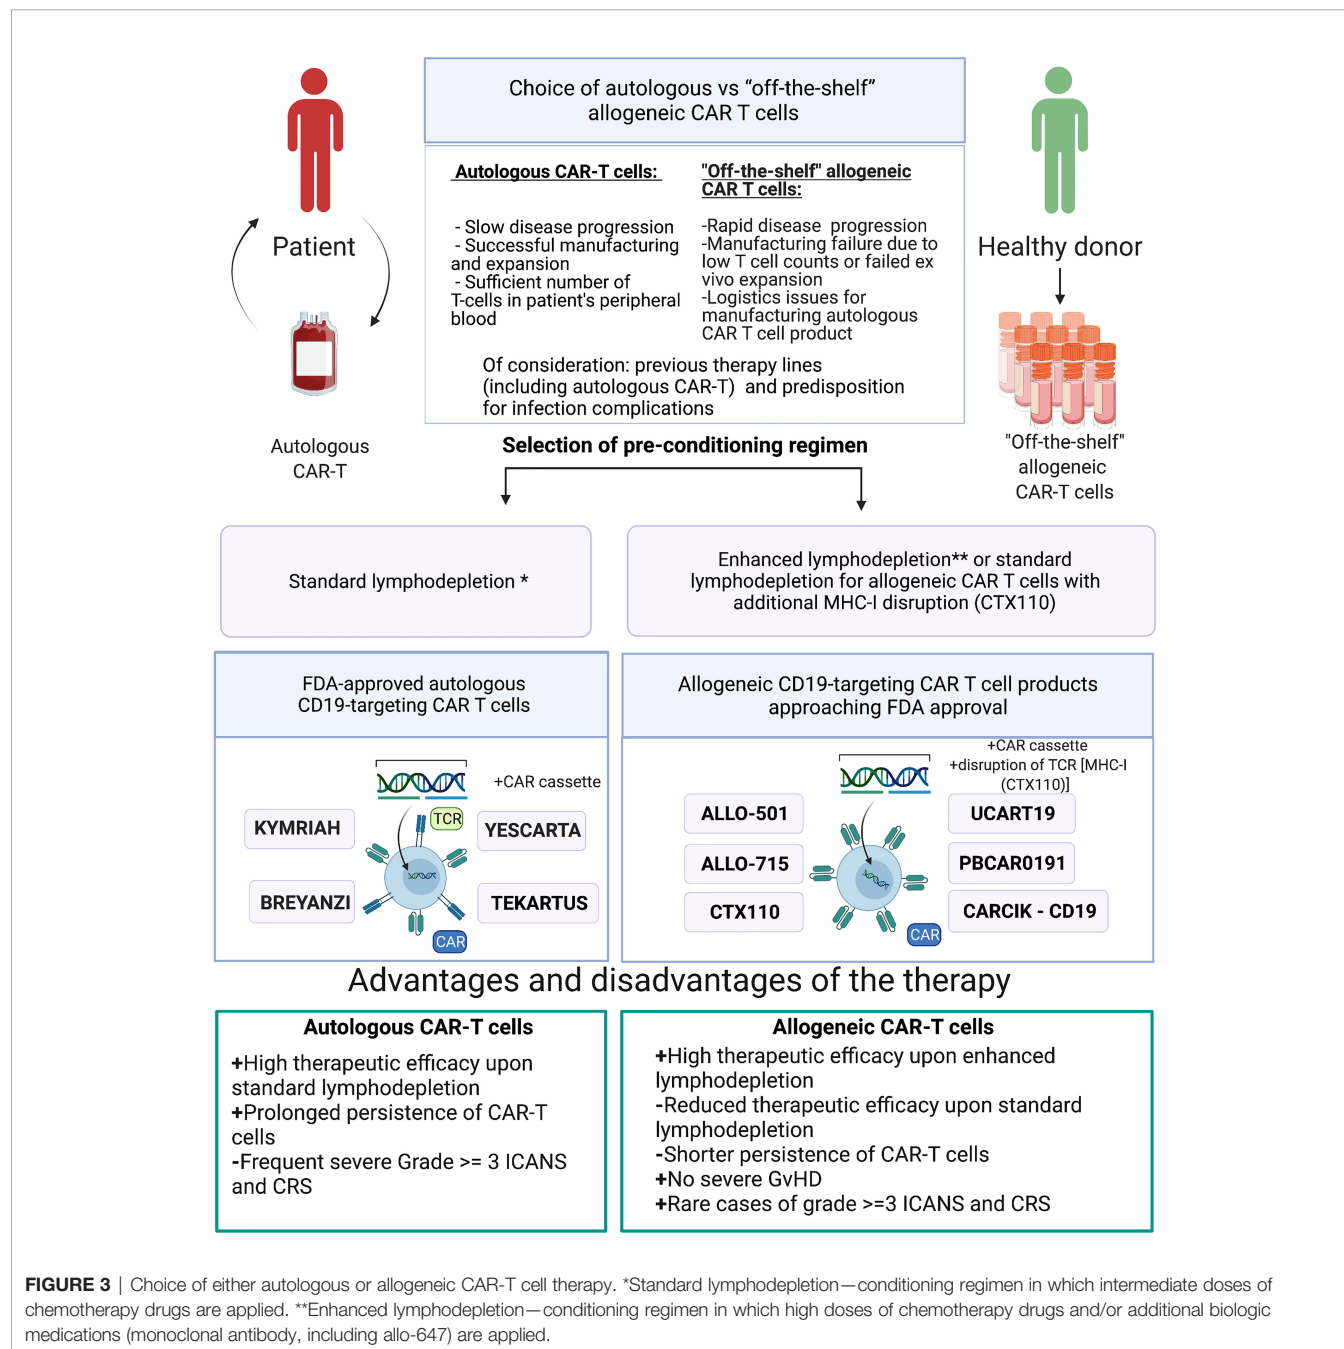 Choice of autologous vs “off-the-shelf”
allogeneic CAR T cells
Patient
Autologous
CAR-T
Autologous CAR-T cells:
- Slow disease progression
- Successful manufacturing
and expansion
- Sufficient number of
T-cells in patient's peripheral
blood
"Off-the-shelf" allogeneic
CAR T cells:
-Rapid disease progression
-Manufacturing failure due to
low T cell counts or failed ex
vivo expansion
-Logistics issues for
manufacturing autologous
CAR T cell product
Of consideration: previous therapy lines
(including autologous CAR-T) and predisposition
for infection complications
Healthy donor
"Off-the-shelf"
allogeneic
CAR-T cells
Selection of pre-conditioning regimen
Standard lymphodepletion *
Enhanced lymphodepletion** or standard
lymphodepletion for allogeneic CAR T cells with
additional MHC-I disruption (CTX110)
FDA-approved autologous
CD19-targeting CAR T cells
+CAR cassette
TCR
KYMRIAH
YESCARTA
BREYANZI
TEKARTUS
CAR
Allogeneic CD19-targeting CAR T cell products
approaching FDA approval
+CAR cassette
+disruption of TCR [MHC-I
(CTX110)]
ALLO-501
UCART19
ALLO-715
PBCAR0191
CTX110
CARCIK - CD19
CAR
Advantages and disadvantages of the therapy
Autologous CAR-T cells
+High therapeutic efficacy upon
standard lymphodepletion
+Prolonged persistence of CAR-T
cells
-Frequent severe Grade >= 3 ICANS
and CRS
Allogeneic CAR-T cells
+High therapeutic efficacy upon enhanced
lymphodepletion
-Reduced therapeutic efficacy upon standard
lymphodepletion
-Shorter persistence of CAR-T cells
+No severe GvHD
+Rare cases of grade >=3 ICANS and CRS
FIGURE 3 | Choice of either autologous or allogeneic CAR-T cell therapy. *Standard lymphodepletion—conditioning regimen in which intermediate doses of
chemotherapy drugs are applied. **Enhanced lymphodepletion—conditioning regimen in which high doses of chemotherapy drugs and/or additional biologic
medications (monoclonal antibody, including allo-647) are applied.